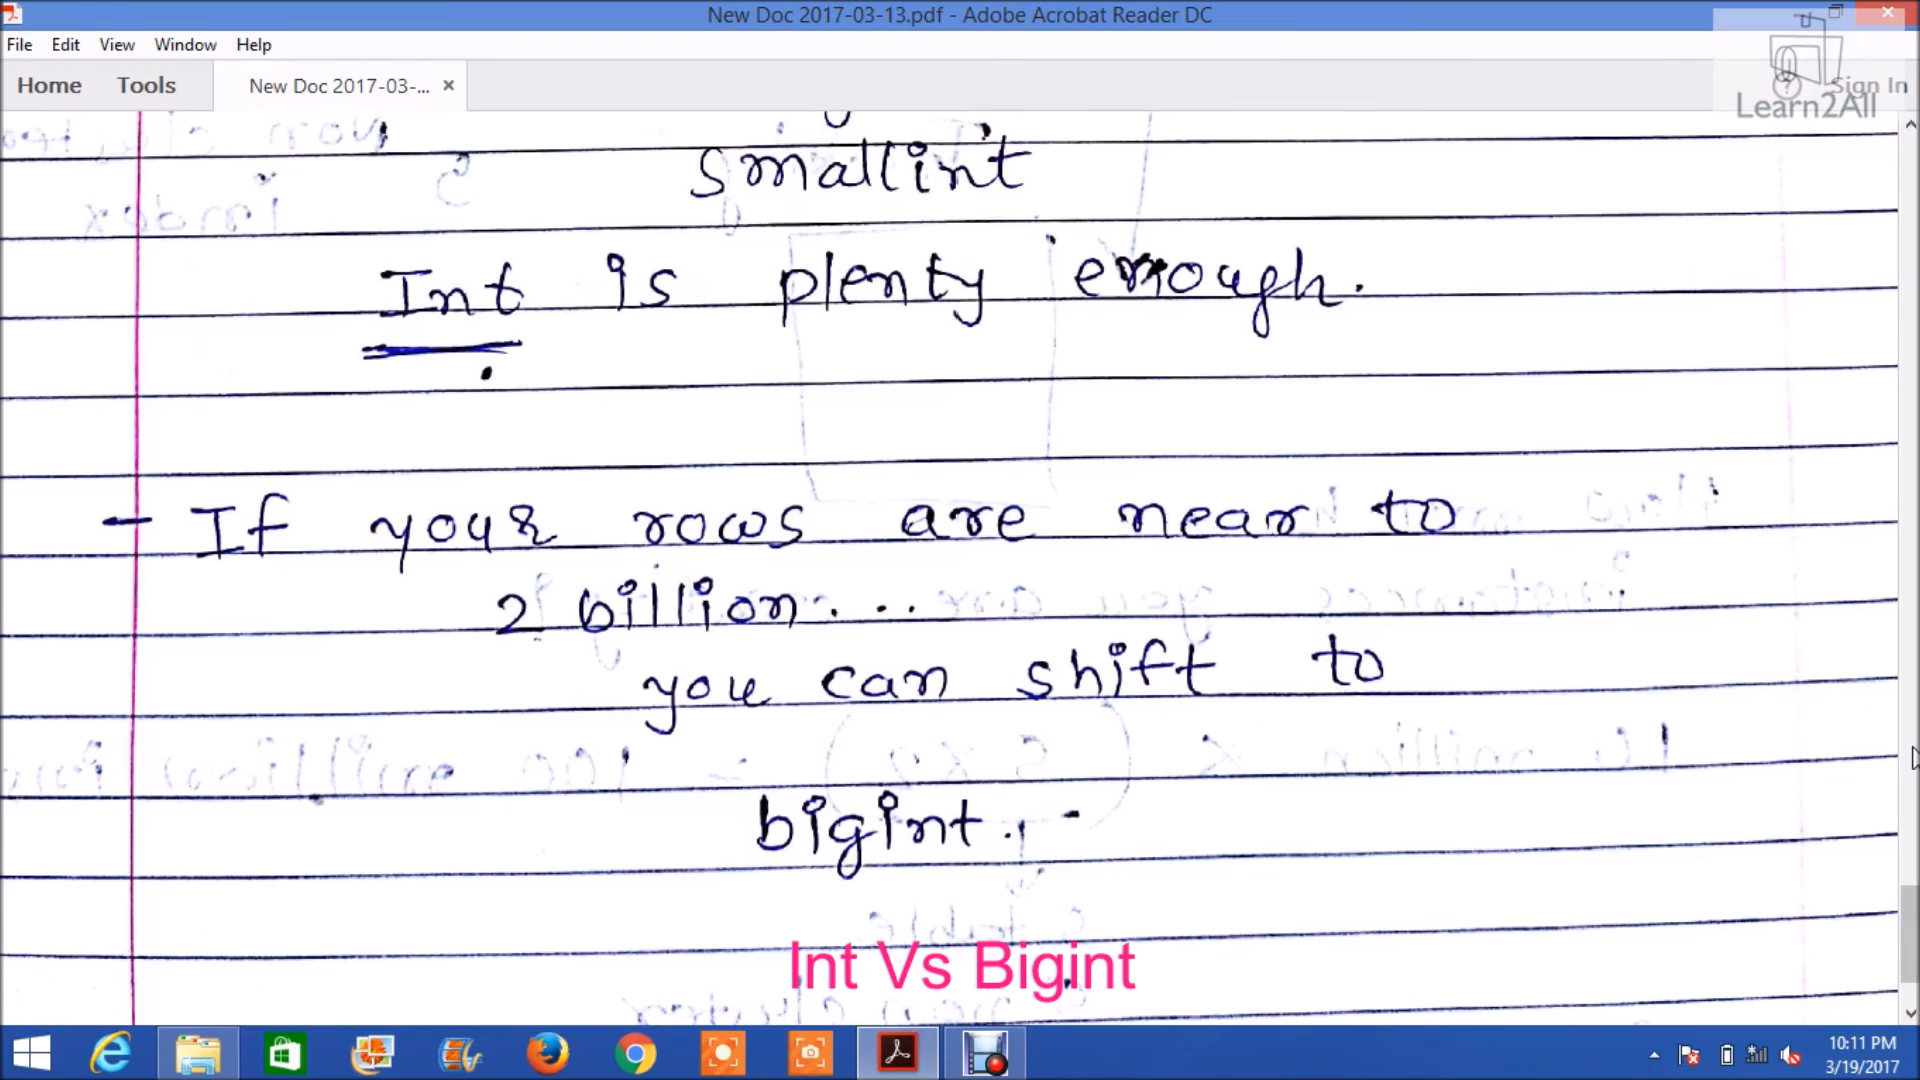 New Doc 2017-03-13.pdf - Adobe Acrobat Reader DC
File Edit View Window Help
Home Tools New Doc 2017-03-... ×
Sign In
Learn2All
smallint
Int is plenty enough.
- If your rows are near to
2 billion....
you can shift to
bigint.
Int Vs Bigint
10:11 PM
3/19/2017